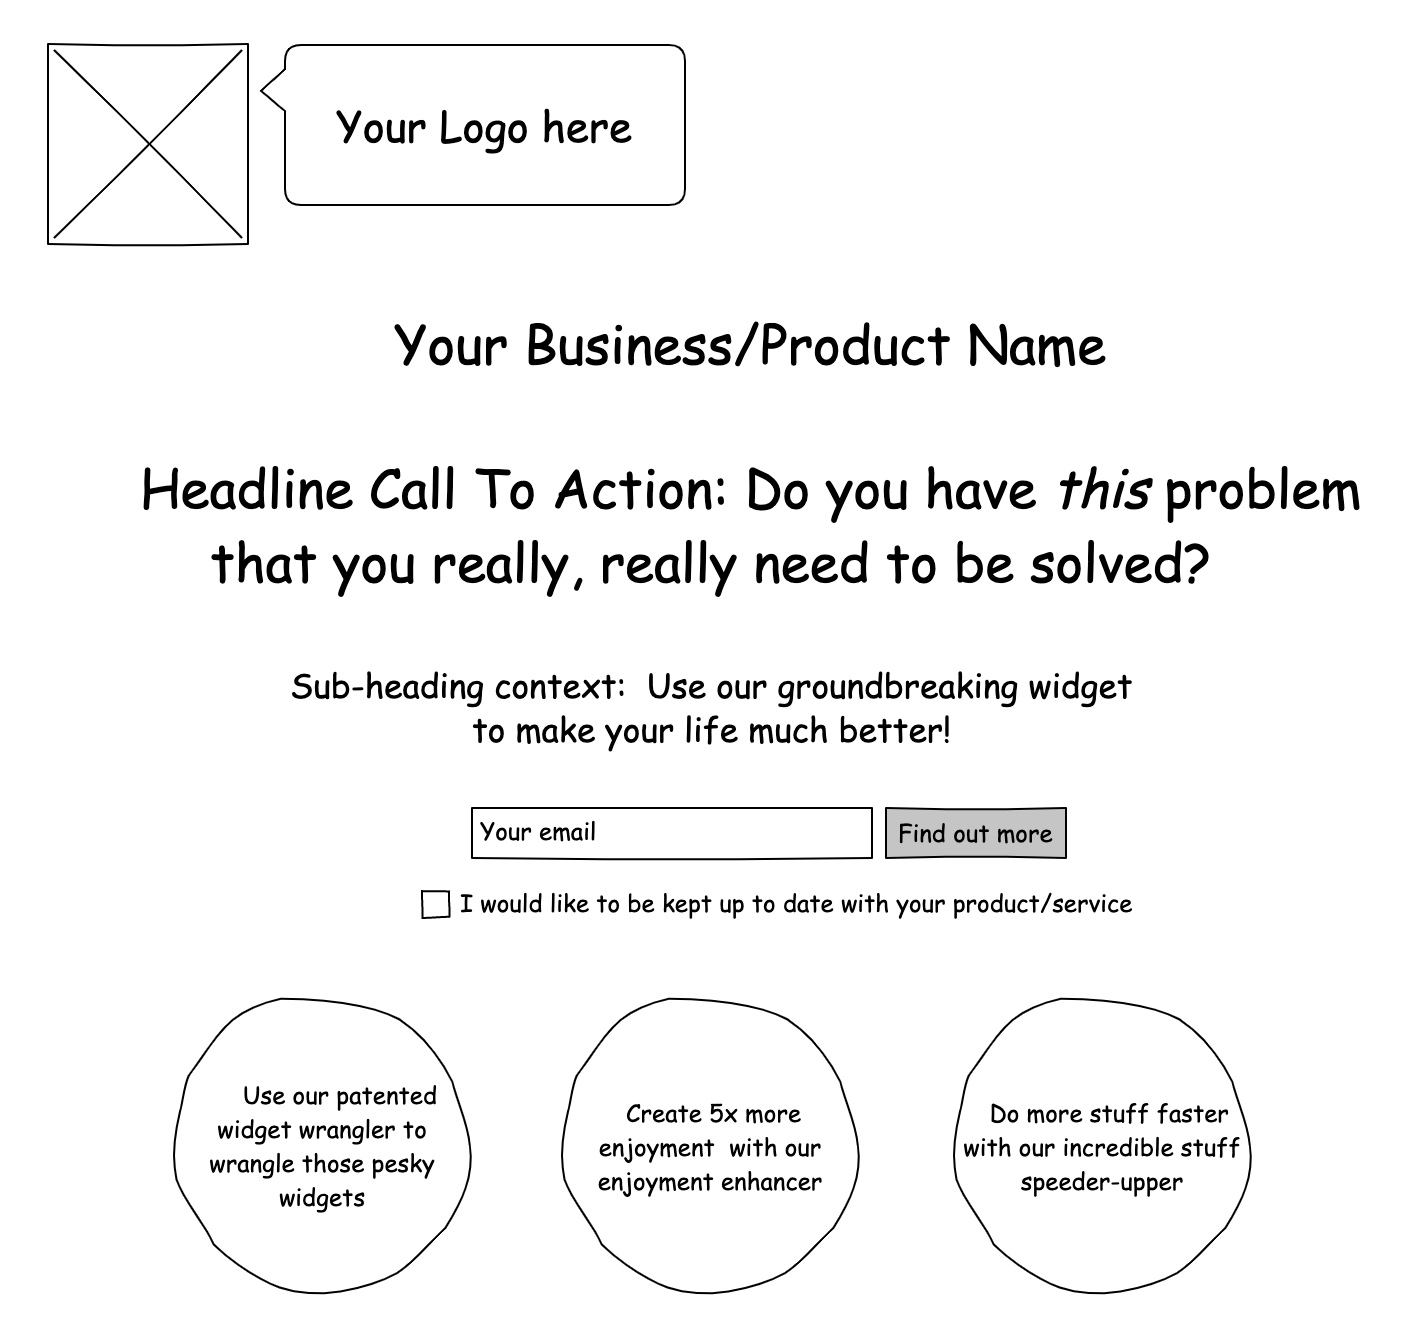 Your Logo here
Your Business/Product Name
Headline Call To Action: Do you have this problem
that you really, really need to be solved?
Sub-heading context:  Use our groundbreaking widget
to make your life much better!
Your email
Find out more
I would like to be kept up to date with your product/service
Use our patented
widget wrangler to
wrangle those pesky
widgets
Create 5x more
enjoyment  with our
enjoyment enhancer
Do more stuff faster
with our incredible stuff
speeder-upper